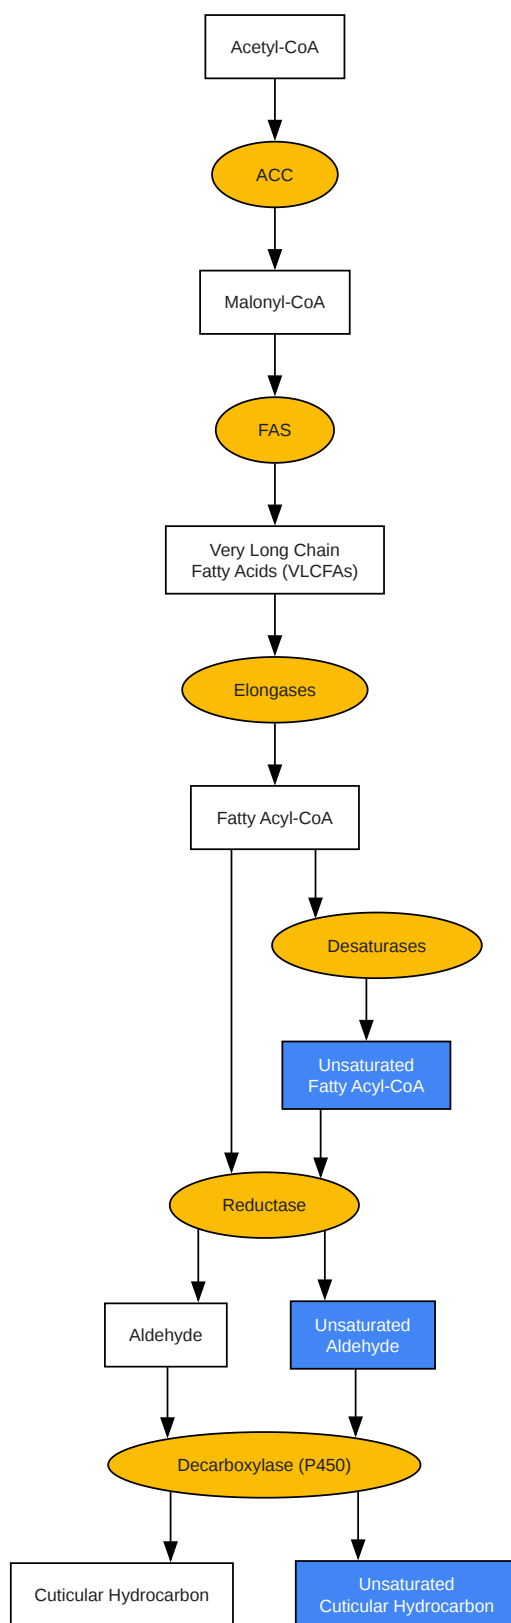 Acetyl-CoA
ACC
Malonyl-CoA
FAS
Very Long Chain
Fatty Acids (VLCFAs)
Elongases
Fatty Acyl-CoA
Desaturases
Unsaturated
Fatty Acyl-CoA
Reductase
Aldehyde
Unsaturated
Aldehyde
Decarboxylase (P450)
Cuticular Hydrocarbon
Unsaturated
Cuticular Hydrocarbon